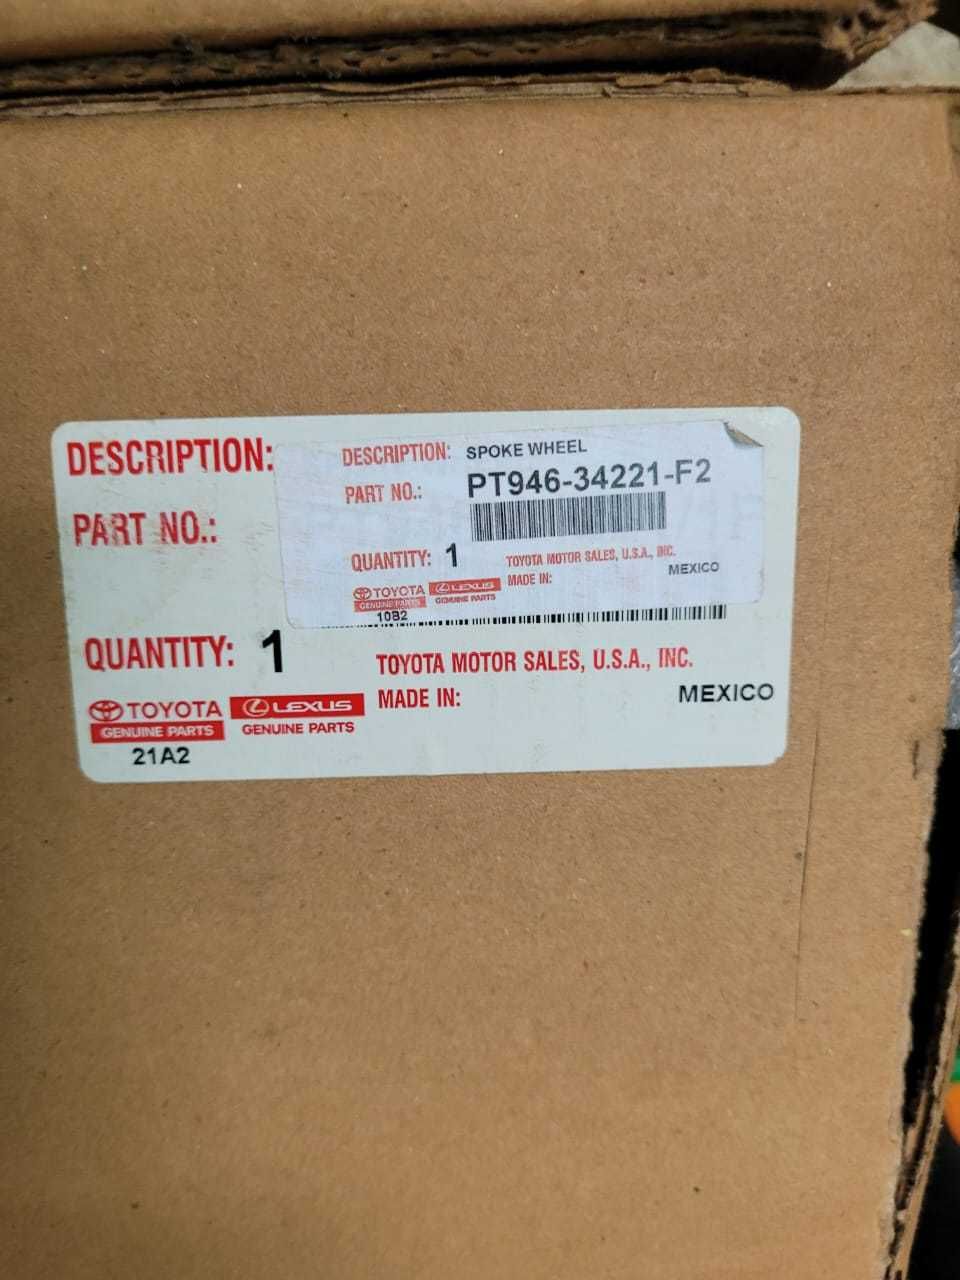 DESCRIPTION:
PART NO.:
DESCRIPTION: SPOKE WHEEL
PART NO.: PT946-34221-F2
QUANTITY: 1 TOYOTA MOTOR SALES, U.S.A., INC.
MADE IN: MEXICO
TOYOTA LEXUS
GENUINE PARTS GENUINE PARTS
10B2
QUANTITY: 1 TOYOTA MOTOR SALES, U.S.A., INC.
MADE IN: MEXICO
TOYOTA LEXUS
GENUINE PARTS GENUINE PARTS
21A2